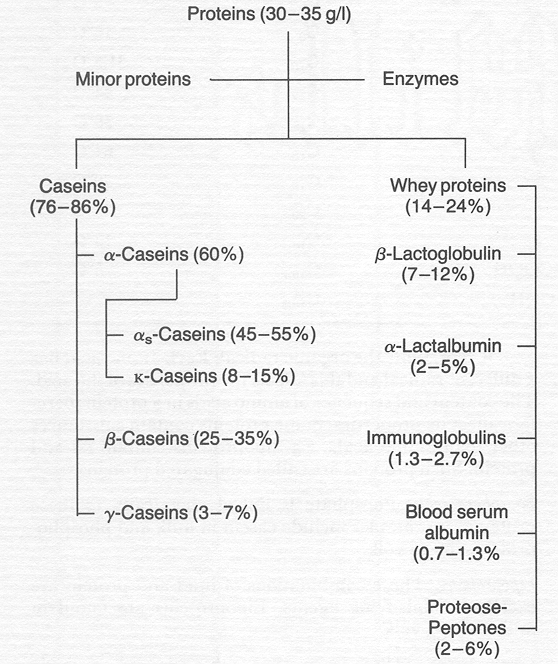 Proteins (30–35 g/l)
Minor proteins
Enzymes
Caseins
(76–86%)
α-Caseins (60%)
αs-Caseins (45–55%)
κ-Caseins (8–15%)
β-Caseins (25–35%)
γ-Caseins (3–7%)
Whey proteins
(14–24%)
β-Lactoglobulin
(7–12%)
α-Lactalbumin
(2–5%)
Immunoglobulins
(1.3–2.7%)
Blood serum
albumin
(0.7–1.3%
Proteose-
Peptones
(2–6%)